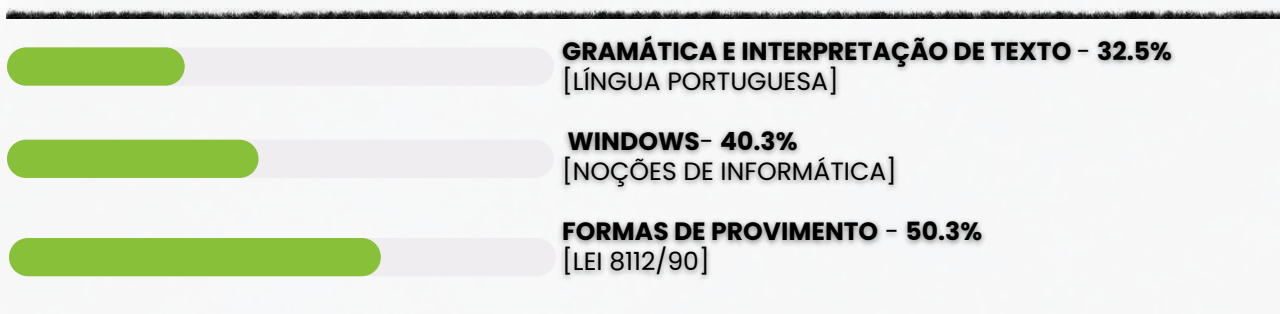 GRAMÁTICA E INTERPRETAÇÃO DE TEXTO - 32.5%
[LÍNGUA PORTUGUESA]
WINDOWS- 40.3%
[NOÇÕES DE INFORMÁTICA]
FORMAS DE PROVIMENTO - 50.3%
[LEI 8112/90]